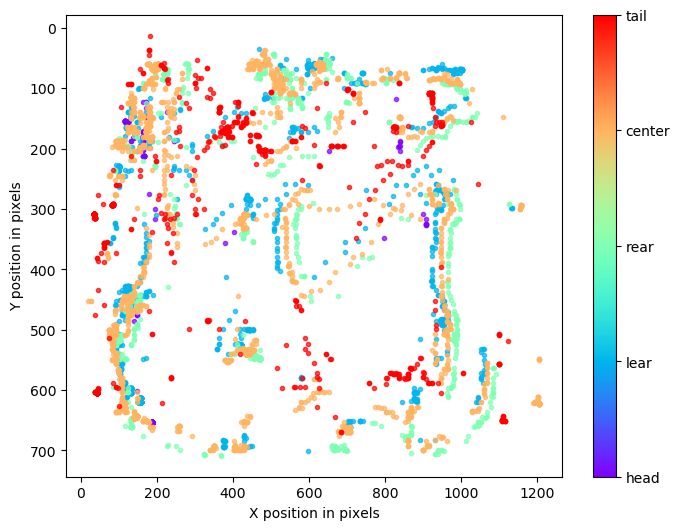 0
100
200
300
400
500
600
700
0 200 400 600 800 1000 1200
X position in pixels
Y position in pixels
tail
center
rear
lear
head